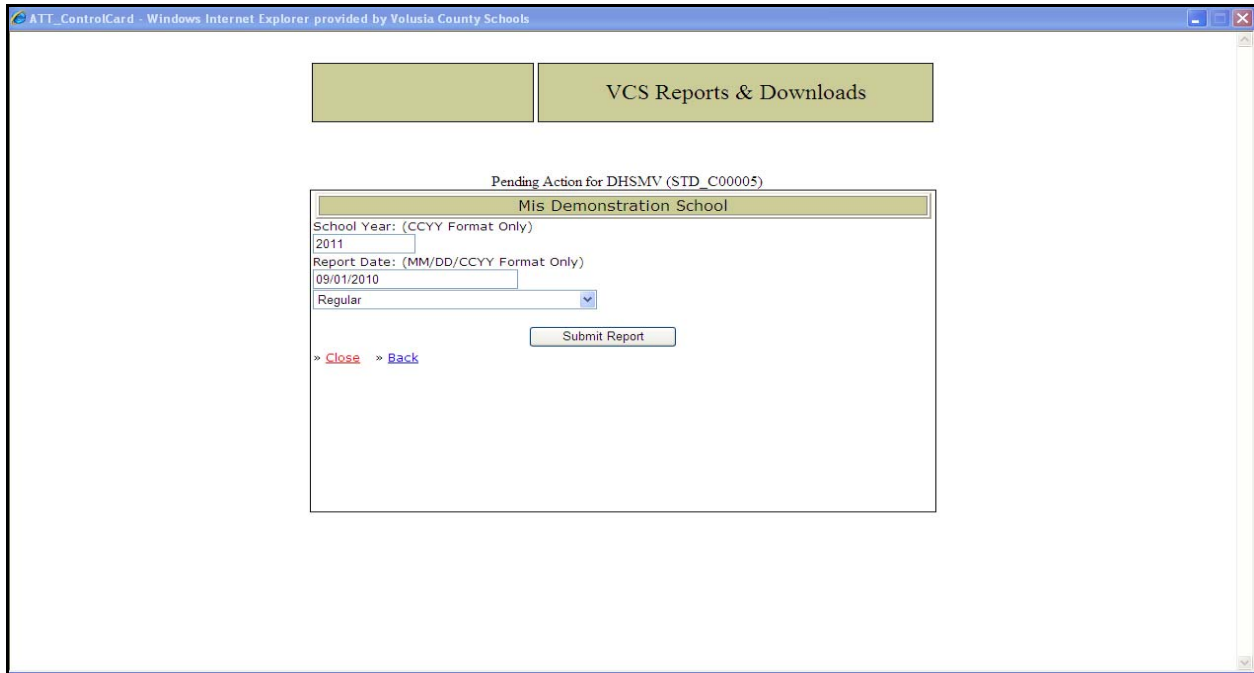 ATT_ControlCard - Windows Internet Explorer provided by Volusia County Schools
VCS Reports & Downloads
Pending Action for DHSMV (STD_C00005)
Mis Demonstration School
School Year: (CCYY Format Only)
2011
Report Date: (MM/DD/CCYY Format Only)
09/01/2010
Regular
Submit Report
» Close » Back